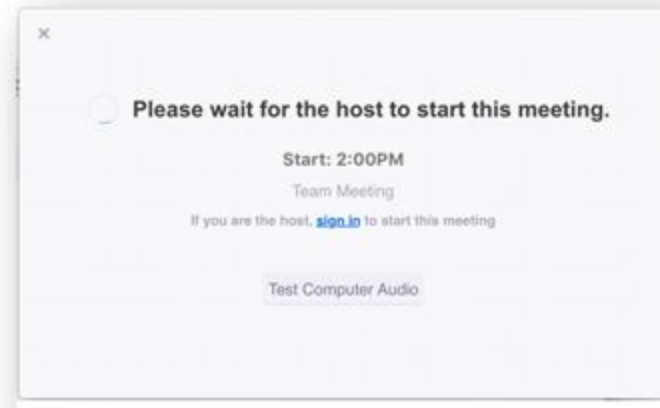 Please wait for the host to start this meeting.
Start: 2:00PM
Team Meeting
If you are the host, sign in to start this meeting
Test Computer Audio